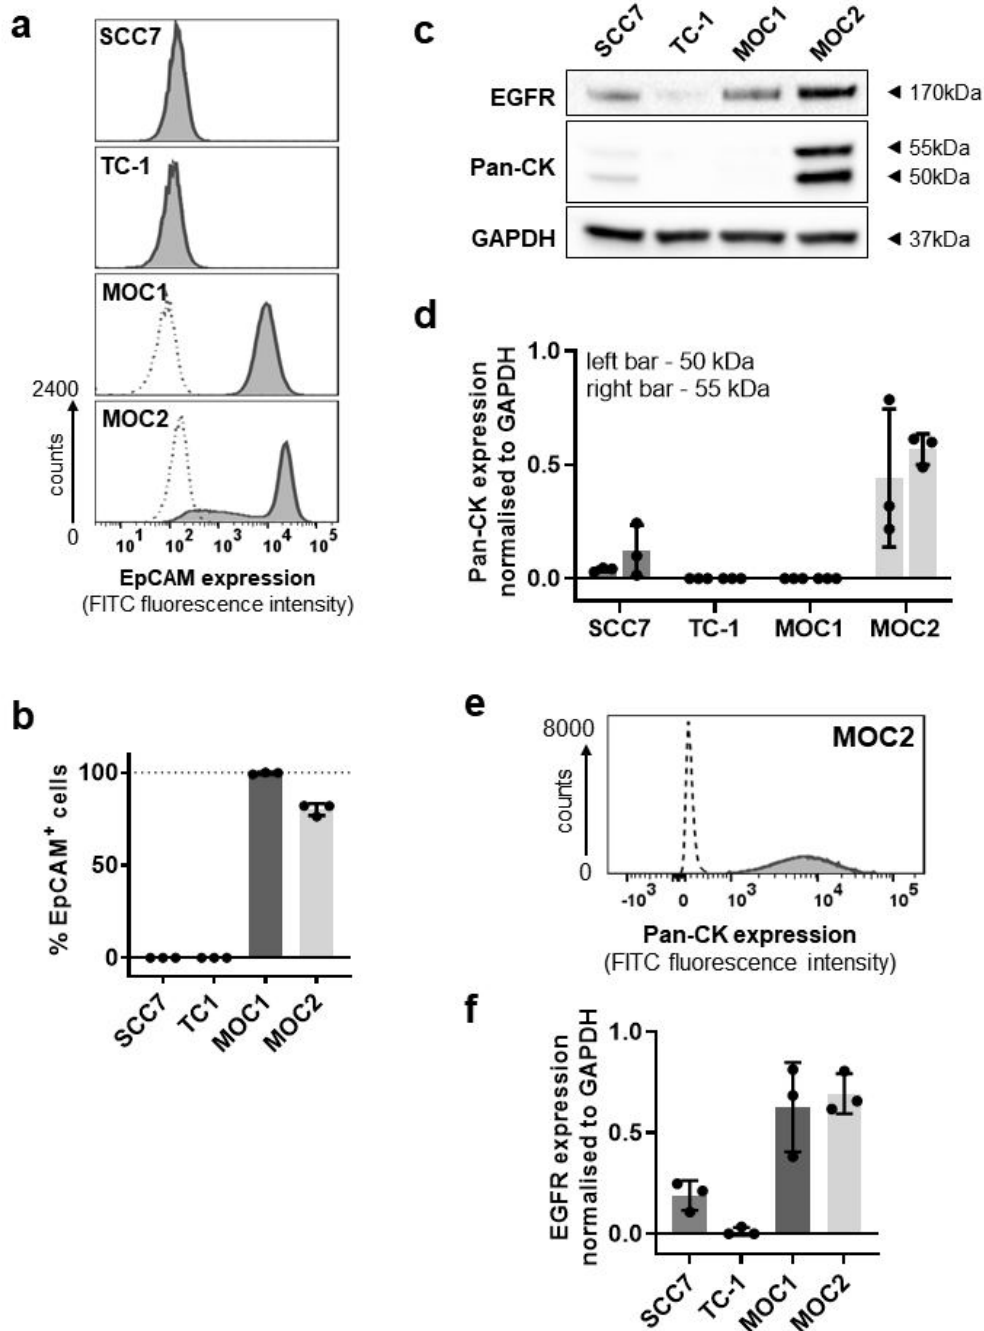 a
SCC7
TC-1
MOC1
2400
MOC2
counts
0
10¹ 10² 10³ 10⁴ 10⁵
EpCAM expression
(FITC fluorescence intensity)
b
% EpCAM⁺ cells
100
50
0
SCC7 TC1 MOC1 MOC2
c
SCC7 TC-1 MOC1 MOC2
EGFR ◄ 170kDa
Pan-CK ◄ 55kDa
◄ 50kDa
GAPDH ◄ 37kDa
d
Pan-CK expression
normalised to GAPDH
1.0
0.5
0.0
left bar - 50 kDa
right bar - 55 kDa
SCC7 TC-1 MOC1 MOC2
e
8000
counts
0
MOC2
-10³ 0 10³ 10⁴ 10⁵
Pan-CK expression
(FITC fluorescence intensity)
f
EGFR expression
normalised to GAPDH
1.0
0.5
0.0
SCC7 TC-1 MOC1 MOC2